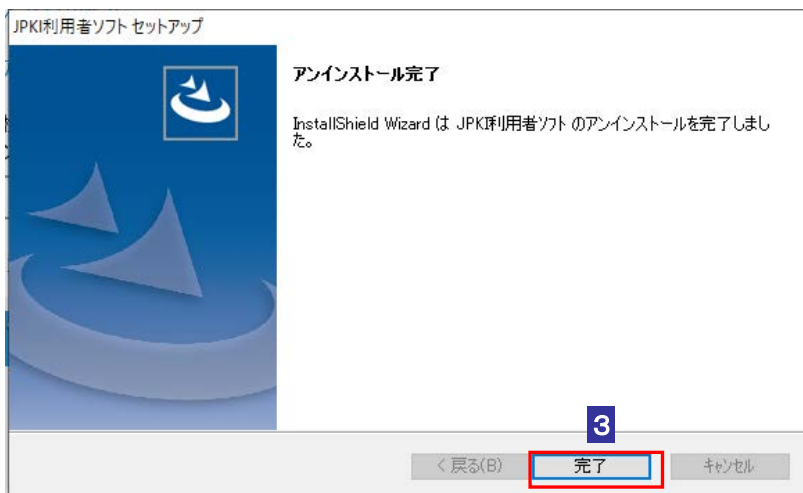 JPKI利用者ソフト セットアップ
アンインストール完了
InstallShield Wizard は JPKI利用者ソフト のアンインストールを完了しまし
た。
3
< 戻る(B)
完了
キャンセル